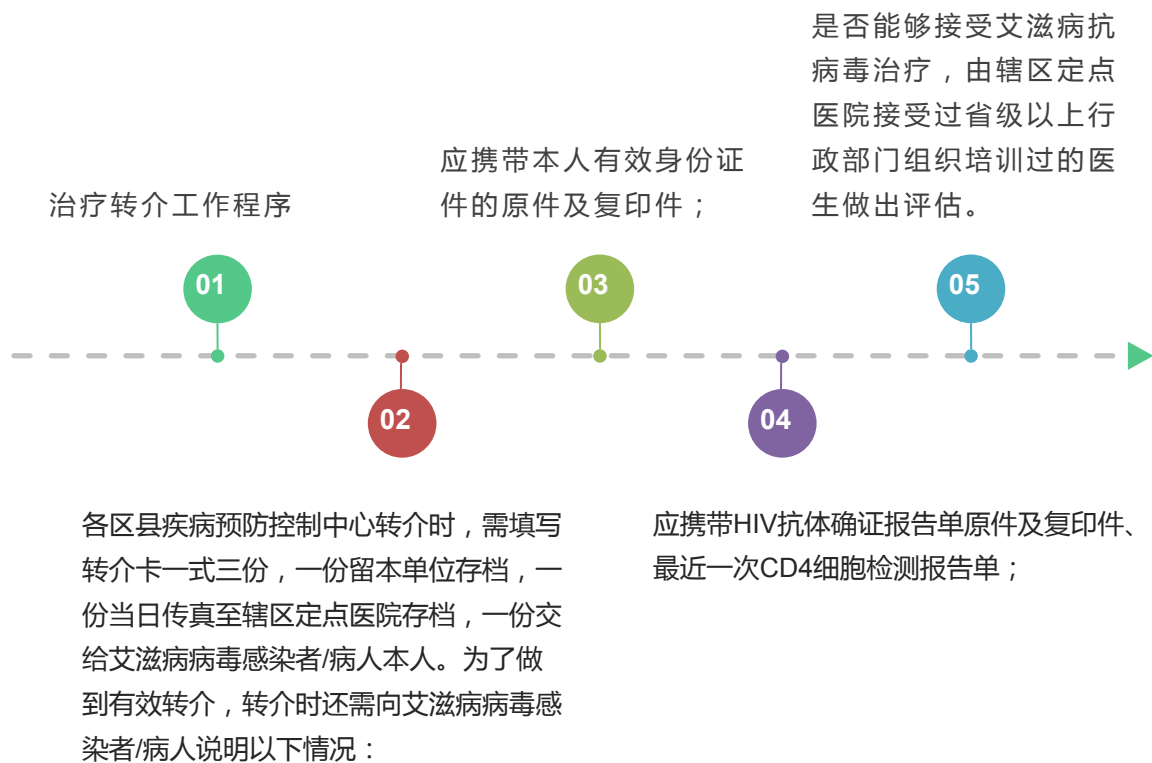 治疗转介工作程序
01
各区县疾病预防控制中心转介时，需填写
转介卡一式三份，一份留本单位存档，一
份当日传真至辖区定点医院存档，一份交
给艾滋病病毒感染者/病人本人。为了做
到有效转介，转介时还需向艾滋病病毒感
染者/病人说明以下情况：
02
应携带本人有效身份证
件的原件及复印件；
03
应携带HIV抗体确证报告单原件及复印件、
最近一次CD4细胞检测报告单；
04
是否能够接受艾滋病抗
病毒治疗，由辖区定点
医院接受过省级以上行
政部门组织培训过的医
生做出评估。
05